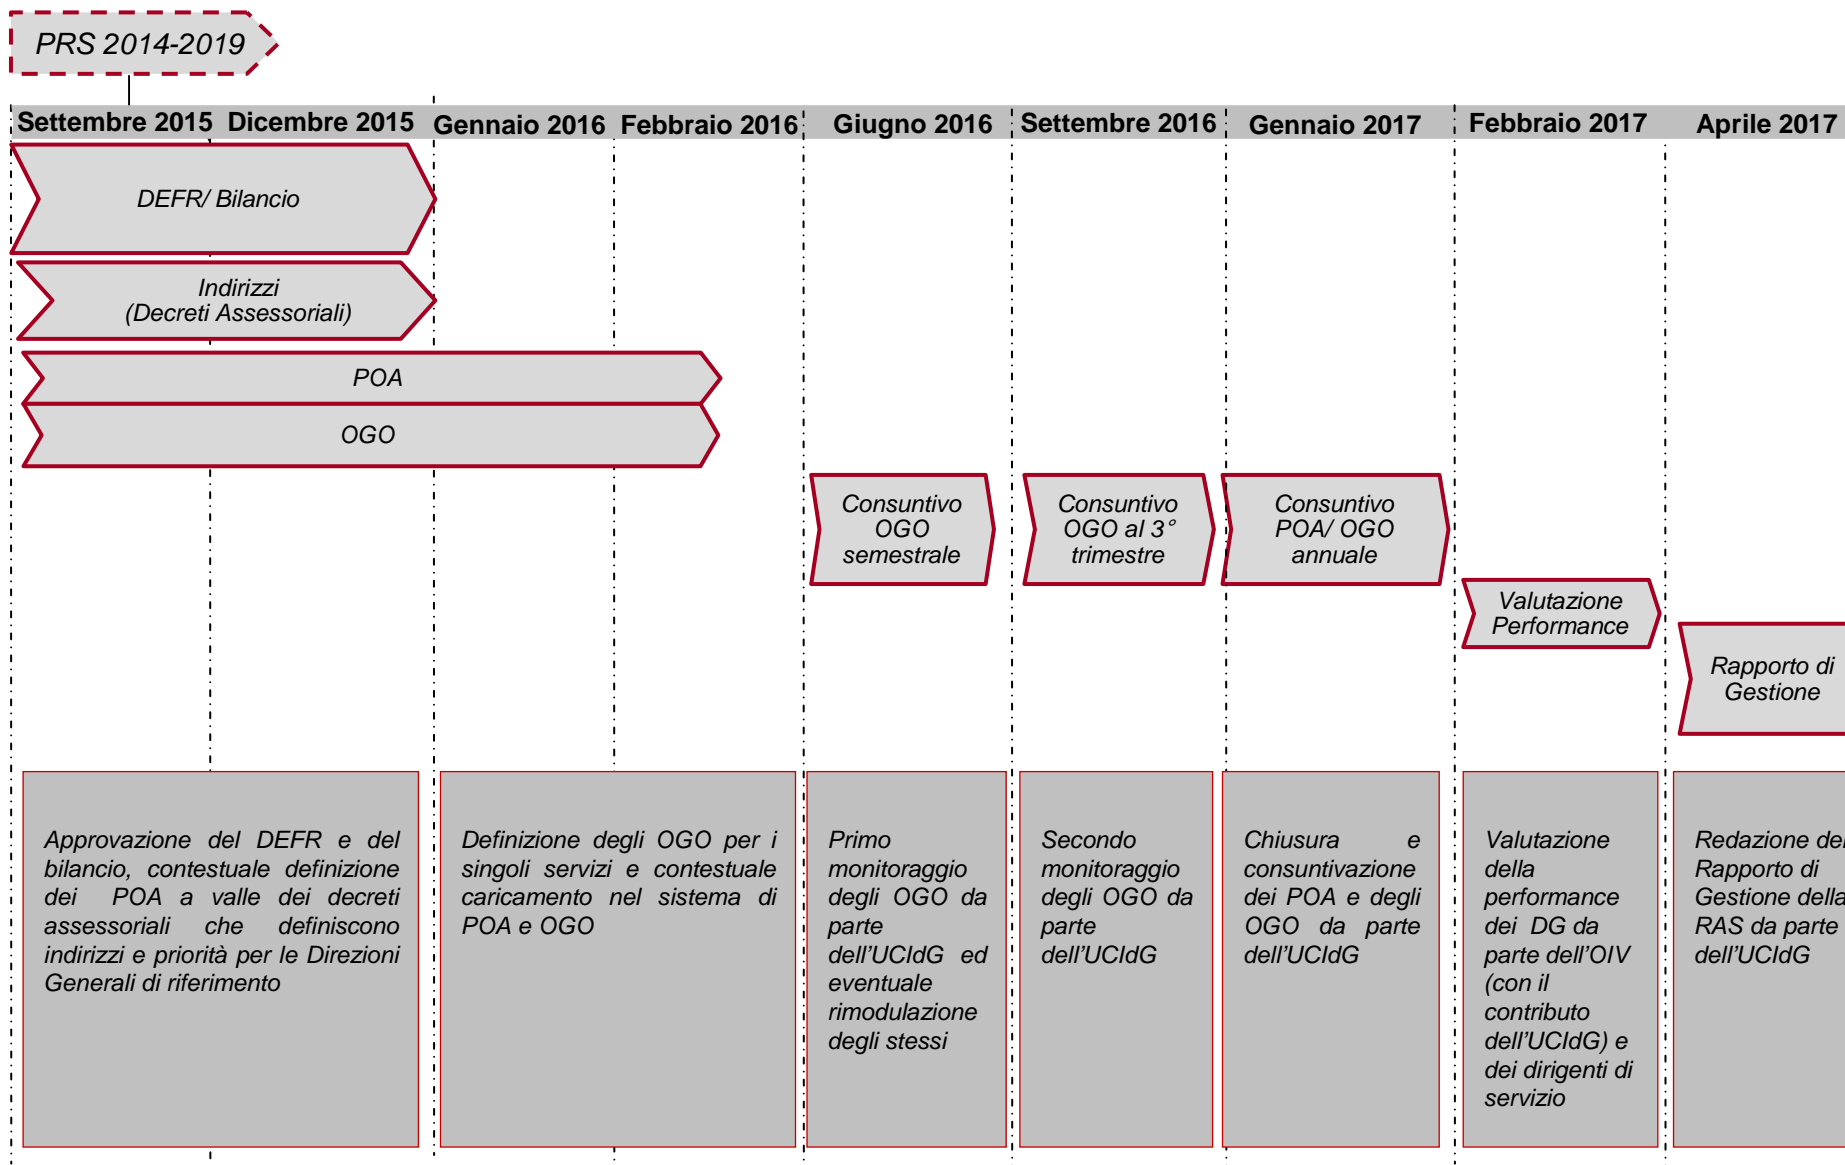 PRS 2014-2019
Settembre 2015 Dicembre 2015 Gennaio 2016 Febbraio 2016 Giugno 2016 Settembre 2016 Gennaio 2017 Febbraio 2017 Aprile 2017
DEFR/ Bilancio
Indirizzi
(Decreti Assessoriali)
POA
OGO
Consuntivo
OGO
semestrale
Consuntivo
OGO al 3°
trimestre
Consuntivo
POA/ OGO
annuale
Valutazione
Performance
Rapporto di
Gestione
Approvazione del DEFR e del
bilancio, contestuale definizione
dei POA a valle dei decreti
assessoriali che definiscono
indirizzi e priorità per le Direzioni
Generali di riferimento
Definizione degli OGO per i
singoli servizi e contestuale
caricamento nel sistema di
POA e OGO
Primo
monitoraggio
degli OGO da
parte
dell'UCIdG ed
eventuale
rimodulazione
degli stessi
Secondo
monitoraggio
degli OGO da
parte
dell'UCIdG
Chiusura e
consuntivazione
dei POA e degli
OGO da parte
dell'UCIdG
Valutazione
della
performance
dei DG da
parte dell'OIV
(con il
contributo
dell'UCIdG) e
dei dirigenti di
servizio
Redazione del
Rapporto di
Gestione della
RAS da parte
dell'UCIdG